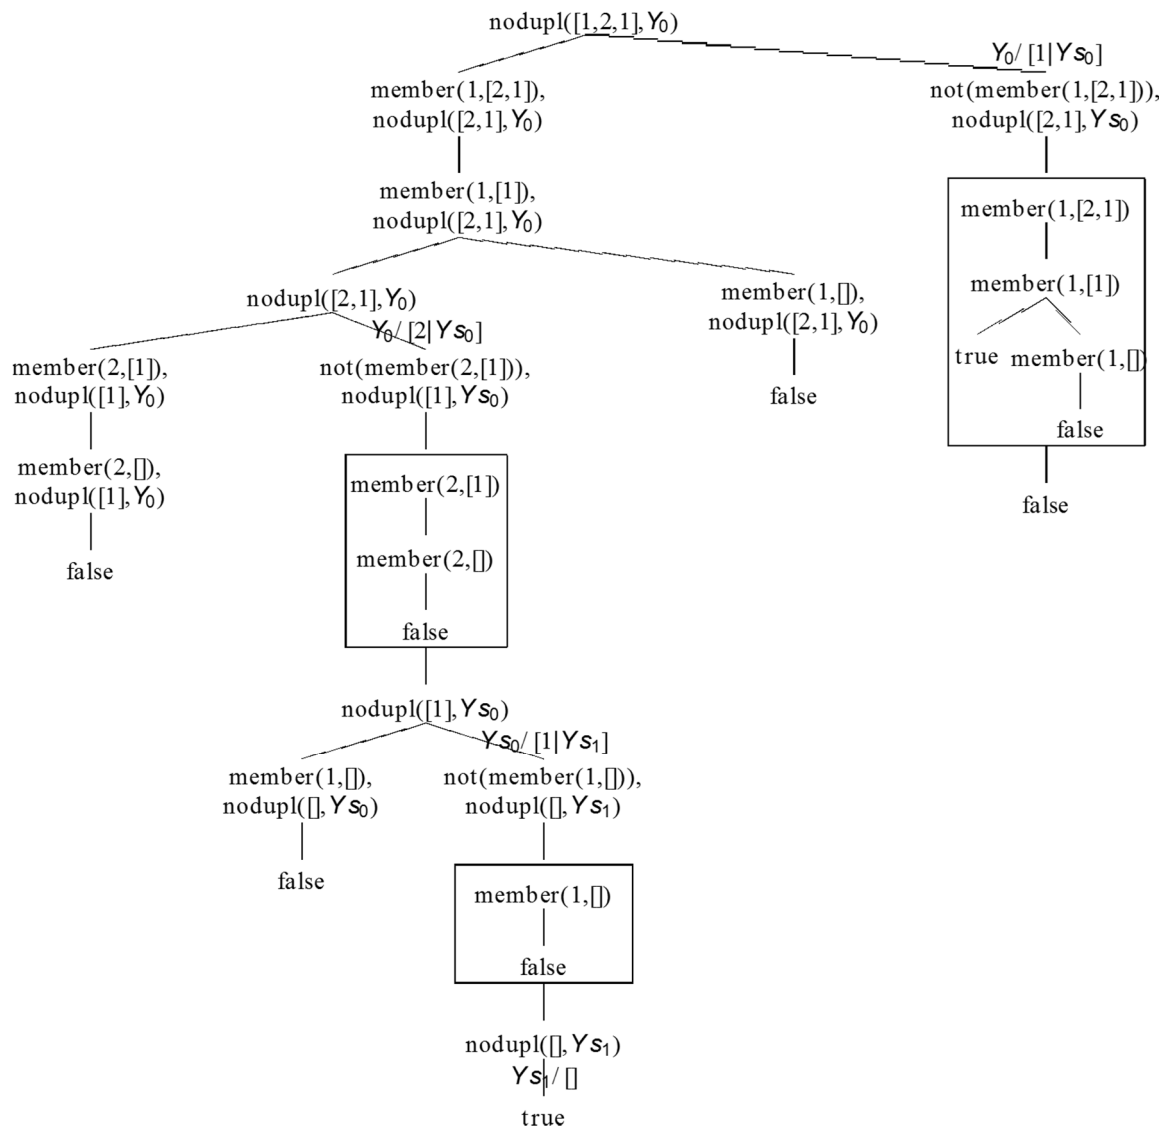 nodupl([1,2,1],Y₀)
Y₀/ [1|Ys₀]
member(1,[2,1]),
nodupl([2,1],Y₀)
not(member(1,[2,1])),
nodupl([2,1],Ys₀)
member(1,[1]),
nodupl([2,1],Y₀)
member(1,[2,1])
member(1,[1])
true
member(1,[])
false
false
nodupl([2,1],Y₀)
Y₀/ [2|Ys₀]
member(1,[]),
nodupl([2,1],Y₀)
false
member(2,[1]),
nodupl([1],Y₀)
member(2,[]),
nodupl([1],Y₀)
false
not(member(2,[1])),
nodupl([1],Ys₀)
member(2,[1])
member(2,[])
false
nodupl([1],Ys₀)
Ys₀/ [1|Ys₁]
member(1,[]),
nodupl([],Ys₀)
false
not(member(1,[])),
nodupl([],Ys₁)
member(1,[])
false
nodupl([],Ys₁)
Ys₁/ []
true